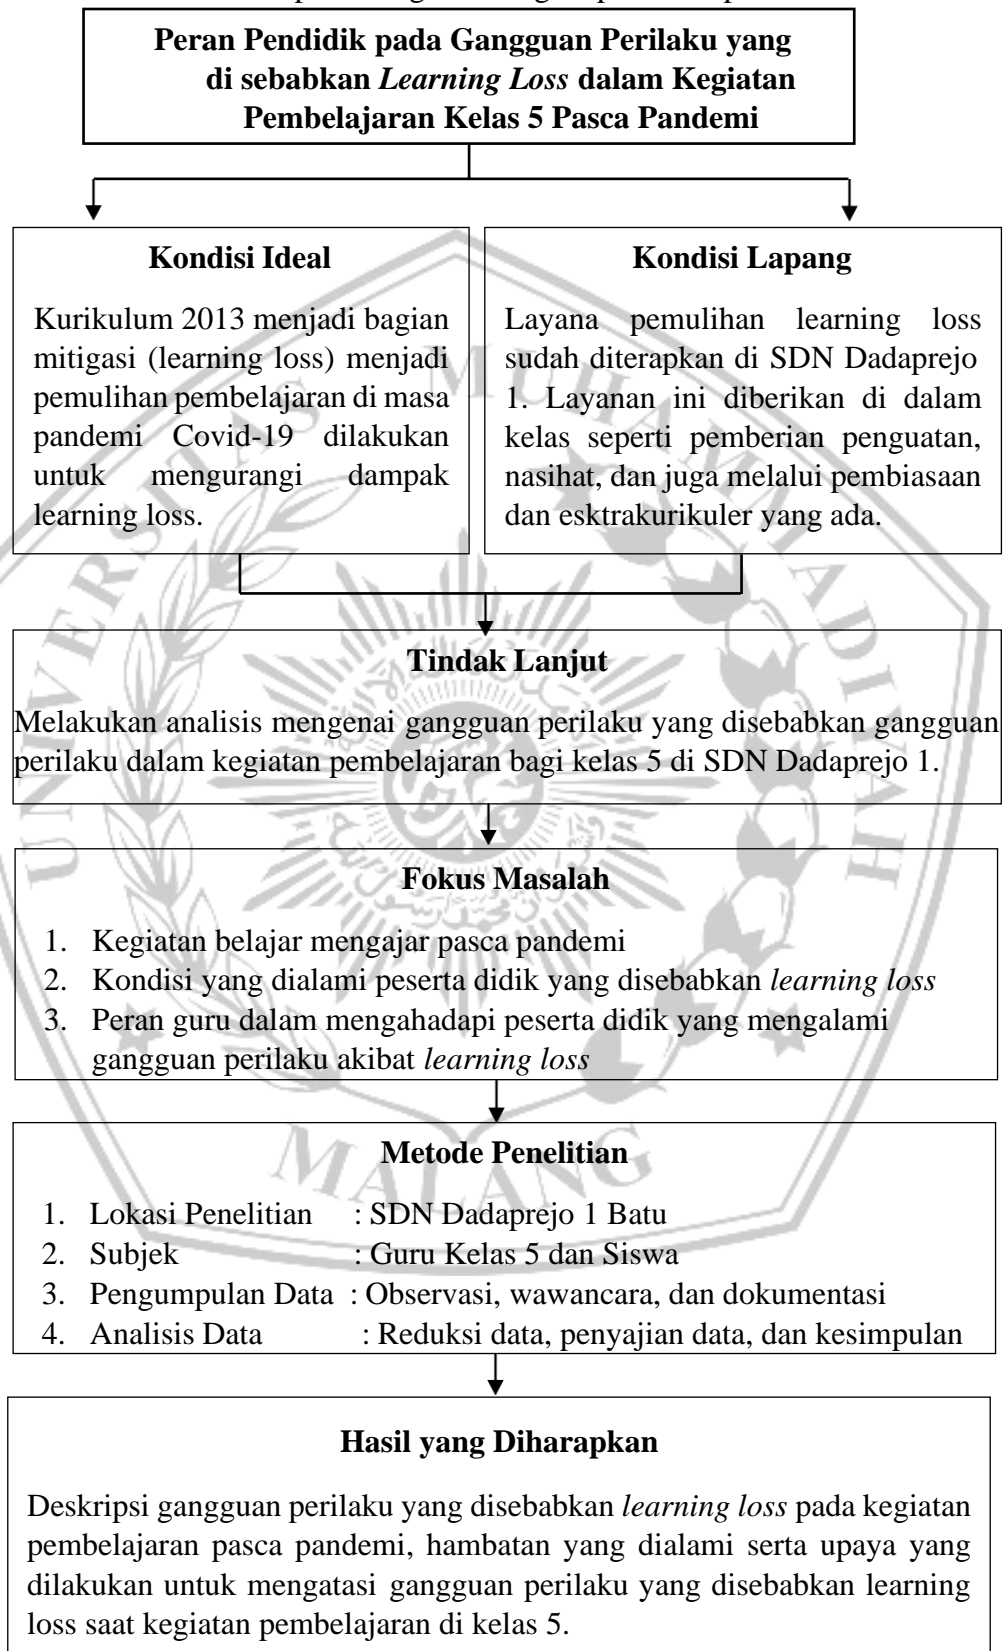 Peran Pendidik pada Gangguan Perilaku yang
di sebabkan Learning Loss dalam Kegiatan
Pembelajaran Kelas 5 Pasca Pandemi
Kondisi Ideal
Kurikulum 2013 menjadi bagian
mitigasi (learning loss) menjadi
pemulihan pembelajaran di masa
pandemi Covid-19 dilakukan
untuk mengurangi dampak
learning loss.
Kondisi Lapang
Layana pemulihan learning loss
sudah diterapkan di SDN Dadaprejo
1. Layanan ini diberikan di dalam
kelas seperti pemberian penguatan,
nasihat, dan juga melalui pembiasaan
dan esktrakurikuler yang ada.
Tindak Lanjut
Melakukan analisis mengenai gangguan perilaku yang disebabkan gangguan
perilaku dalam kegiatan pembelajaran bagi kelas 5 di SDN Dadaprejo 1.
Fokus Masalah
1. Kegiatan belajar mengajar pasca pandemi
2. Kondisi yang dialami peserta didik yang disebabkan learning loss
3. Peran guru dalam mengahadapi peserta didik yang mengalami
gangguan perilaku akibat learning loss
Metode Penelitian
1. Lokasi Penelitian : SDN Dadaprejo 1 Batu
2. Subjek : Guru Kelas 5 dan Siswa
3. Pengumpulan Data : Observasi, wawancara, dan dokumentasi
4. Analisis Data : Reduksi data, penyajian data, dan kesimpulan
Hasil yang Diharapkan
Deskripsi gangguan perilaku yang disebabkan learning loss pada kegiatan
pembelajaran pasca pandemi, hambatan yang dialami serta upaya yang
dilakukan untuk mengatasi gangguan perilaku yang disebabkan learning
loss saat kegiatan pembelajaran di kelas 5.
UNIVERSITAS MUHAMMADIYAH
MALANG